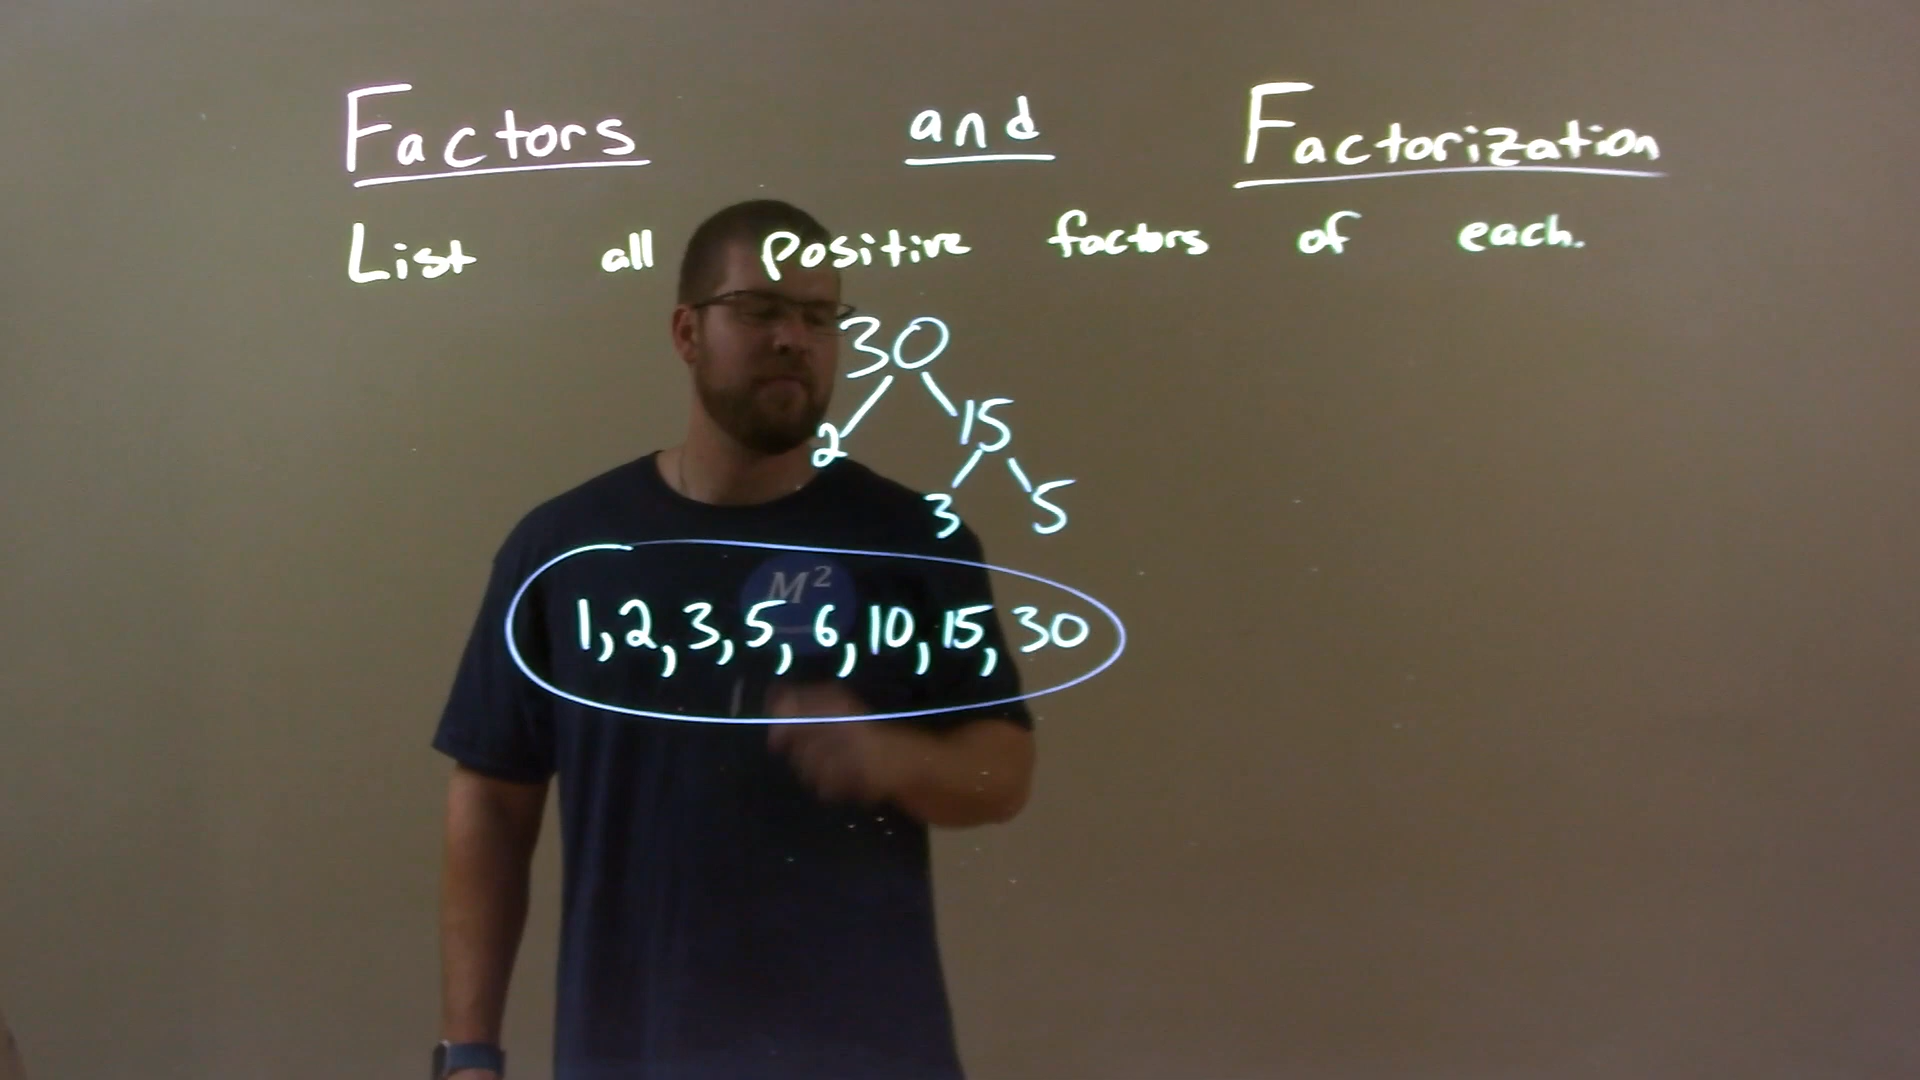 Factors and Factorization
List all positive factors of each.
30
2 15
3 5
M²
1, 2, 3, 5, 6, 10, 15, 30